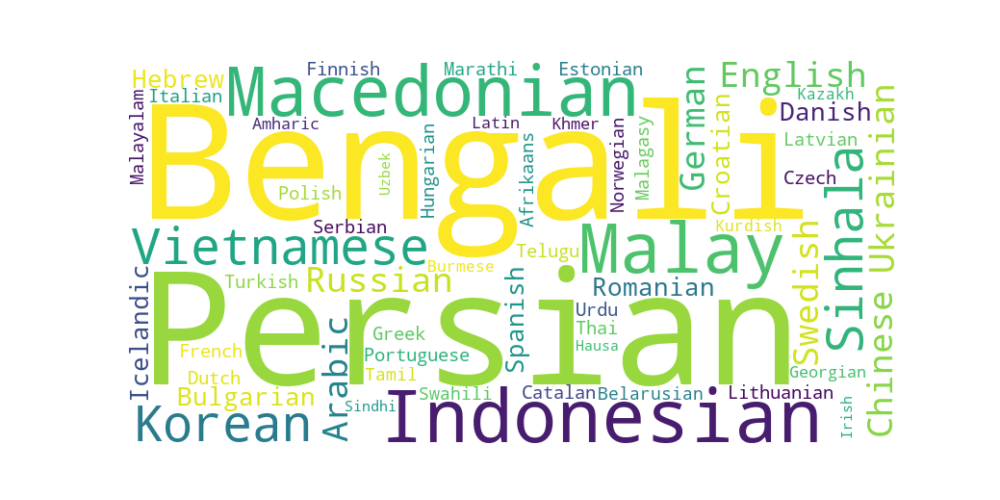 Hebrew
Macedonian
Finnish
Marathi
Estonian
German
English
Italian
Kazakh
Danish
Malayalam
Bengali
Amharic
Latin
Khmer
Norwegian
Malagasy
Croatian
Latvian
Ukrainian
Polish
Uzbek
Hungarian
Afrikaans
Czech
Sinhala
Serbian
Vietnamese
Telugu
Malay
Kurdish
Swedish
Burmese
Icelandic
Turkish
Russian
Persian
Spanish
Romanian
Urdu
Thai
Hausa
Chinese
Arabic
Greek
French
Portuguese
Georgian
Dutch
Tamil
Bulgarian
Swahili
Catalan
Belarusian
Lithuanian
Korean
Sindhi
Indonesian
Irish